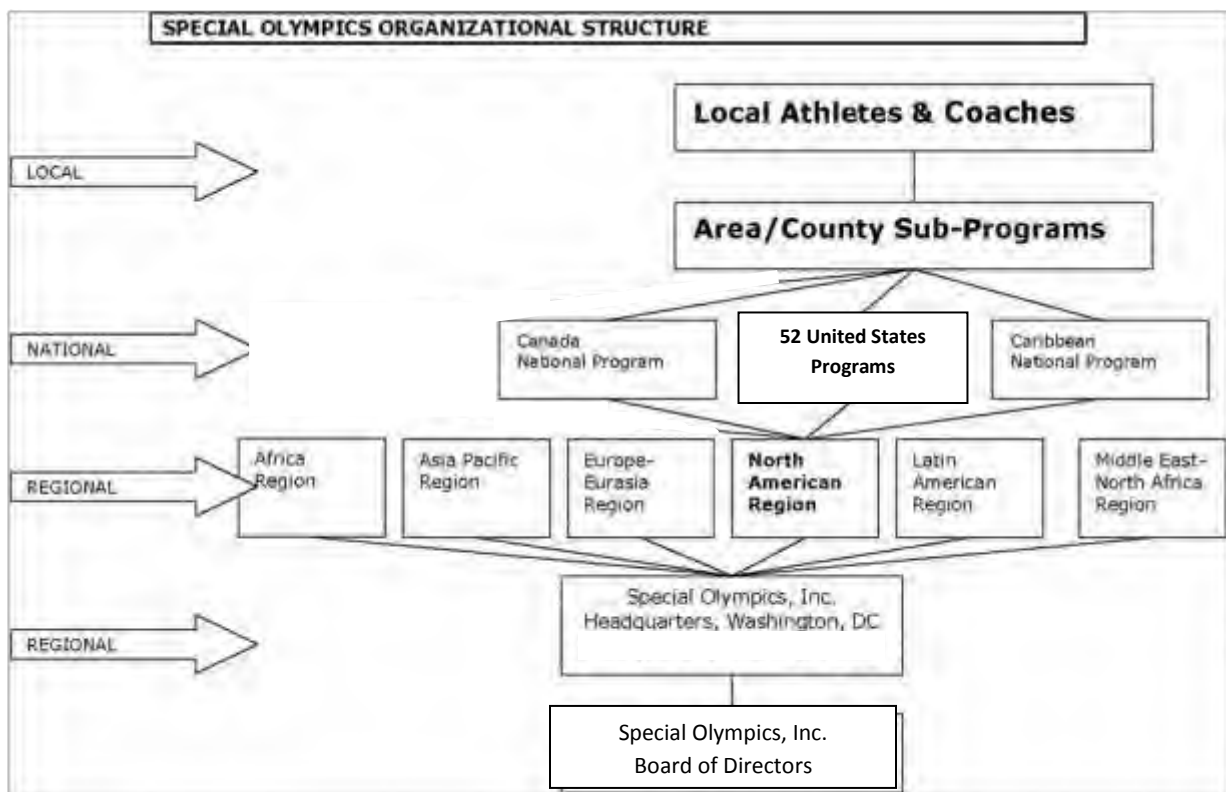 SPECIAL OLYMPICS ORGANIZATIONAL STRUCTURE
Local Athletes & Coaches
LOCAL
Area/County Sub-Programs
NATIONAL
Canada
National Program
52 United States
Programs
Caribbean
National Program
REGIONAL
Africa
Region
Asia Pacific
Region
Europe-
Eurasia
Region
North
American
Region
Latin
American
Region
Middle East-
North Africa
Region
REGIONAL
Special Olympics, Inc.
Headquarters, Washington, DC
Special Olympics, Inc.
Board of Directors